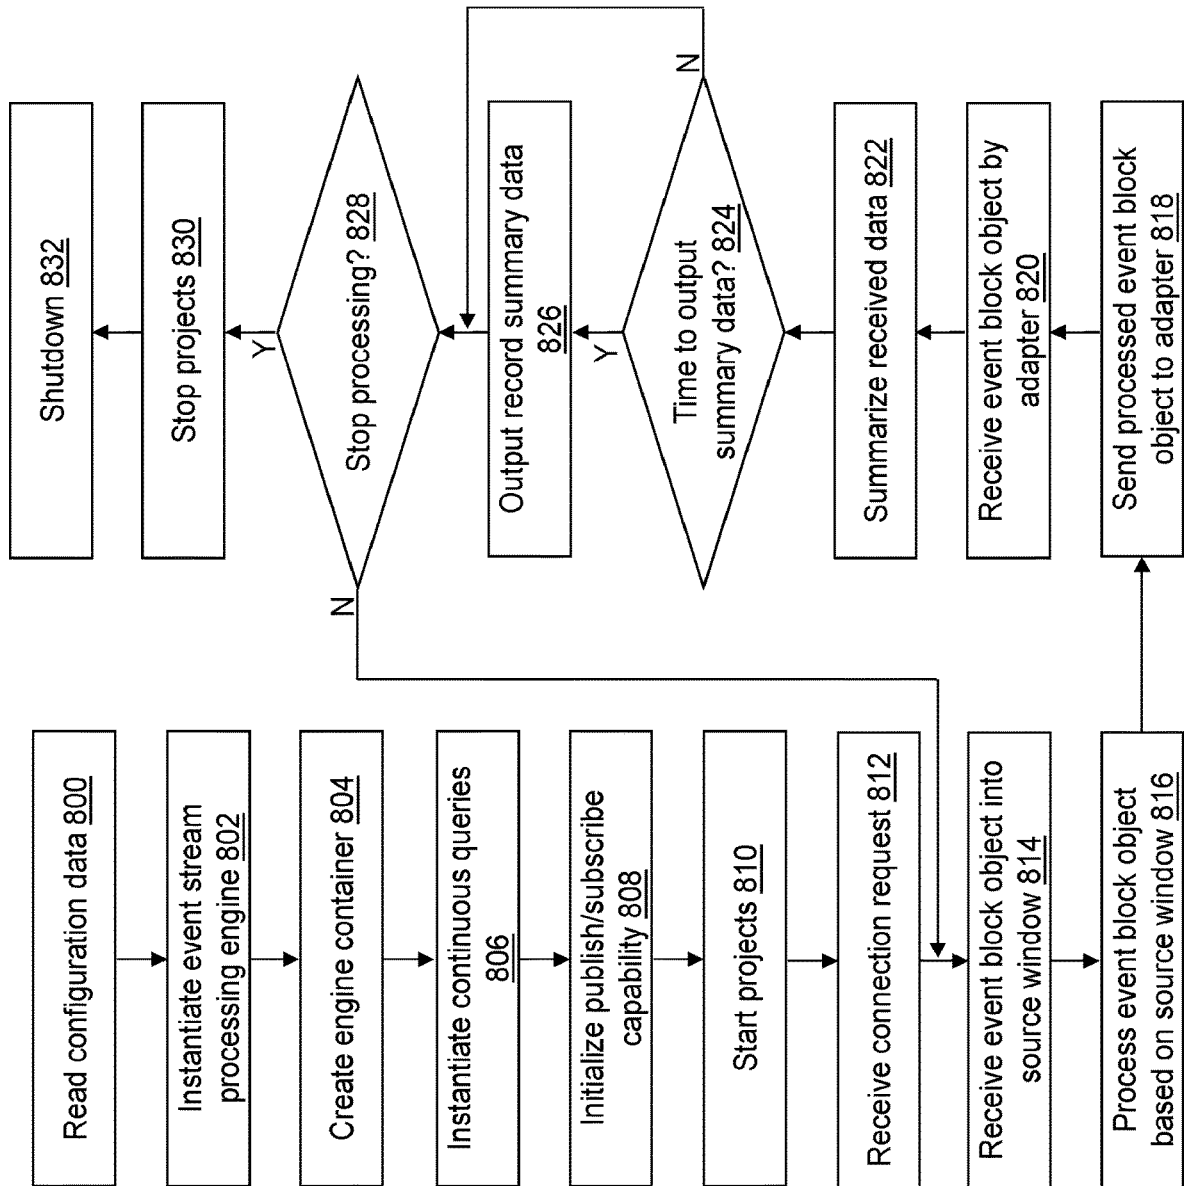 Read configuration data 800
Instantiate event stream
processing engine 802
Create engine container 804
Instantiate continuous queries
806
Initialize publish/subscribe
capability 808
Start projects 810
Receive connection request 812
Receive event block object into
source window 814
Process event block object
based on source window 816
Send processed event block
object to adapter 818
Receive event block object by
adapter 820
Summarize received data 822
Time to output
summary data? 824
Y
N
Output record summary data
826
Stop processing? 828
N
Y
Stop projects 830
Shutdown 832